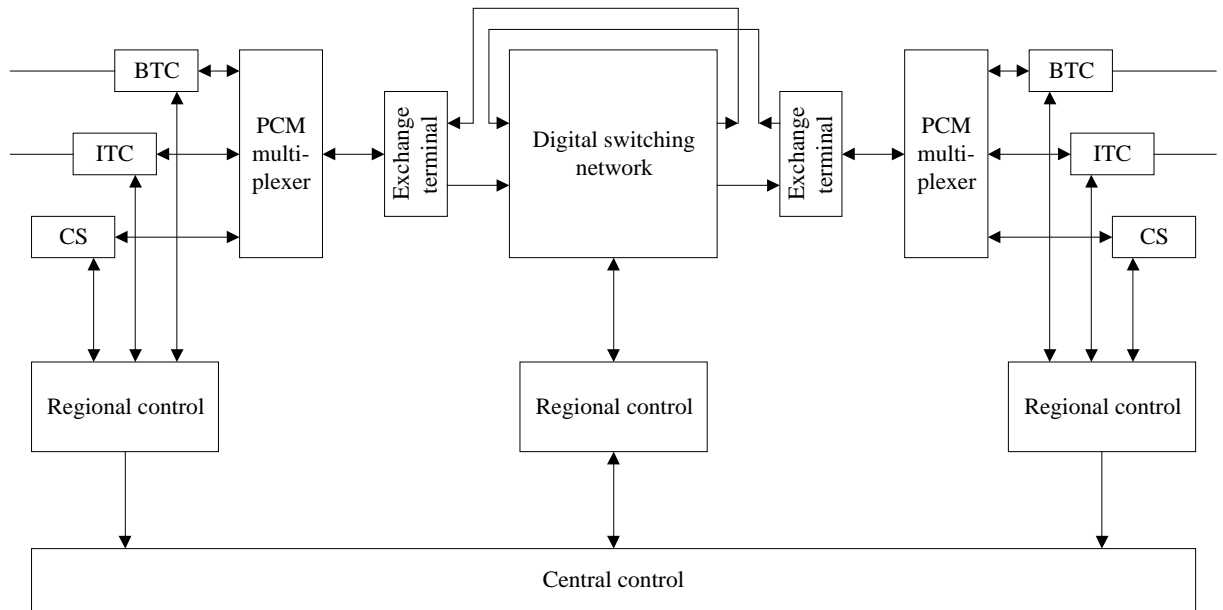 BTC
ITC
CS
PCM
multi-
plexer
Exchange
terminal
Digital switching
network
Exchange
terminal
PCM
multi-
plexer
BTC
ITC
CS
Regional control
Regional control
Regional control
Central control